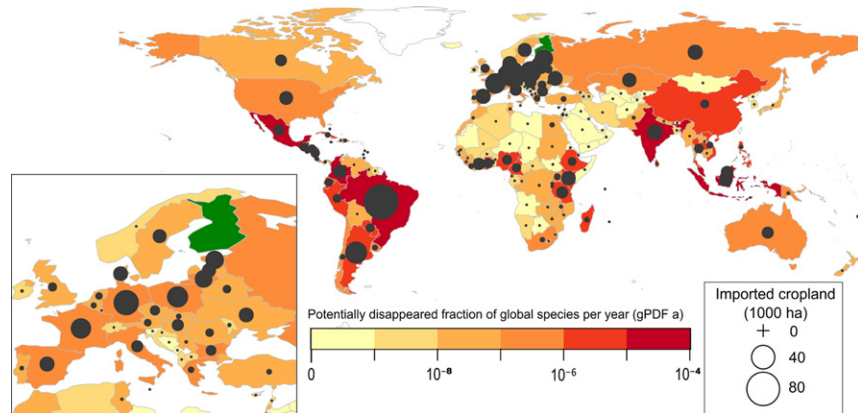 Potentially disappeared fraction of global species per year (gPDF a)
0 10⁻⁸ 10⁻⁶ 10⁻⁴
Imported cropland
(1000 ha)
0
40
80